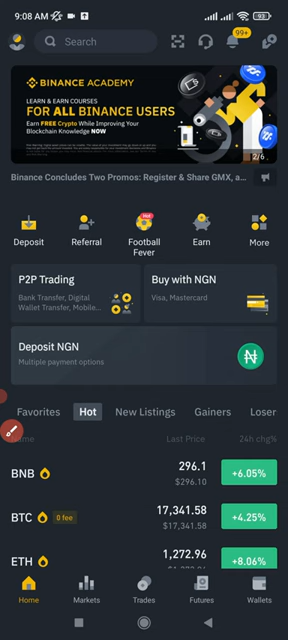 9:08 AM
93
Search
99+
BINANCE ACADEMY
LEARN & EARN COURSES
FOR ALL BINANCE USERS
Earn FREE Crypto While Improving Your
Blockchain Knowledge NOW
2/6
Binance Concludes Two Promos: Register & Share GMX, a...
Hot
Deposit
Referral
Football
Fever
Earn
More
P2P Trading
Bank Transfer, Digital
Wallet Transfer, Mobile...
Buy with NGN
Visa, Mastercard
Deposit NGN
Multiple payment options
Favorites Hot New Listings Gainers Loser
Last Price 24h chg%
BNB 296.1 +6.05%
$296.10
BTC 0 fee 17,341.58 +4.25%
$17,341.58
ETH 1,272.96 +8.06%
Home Markets Trades Futures Wallets